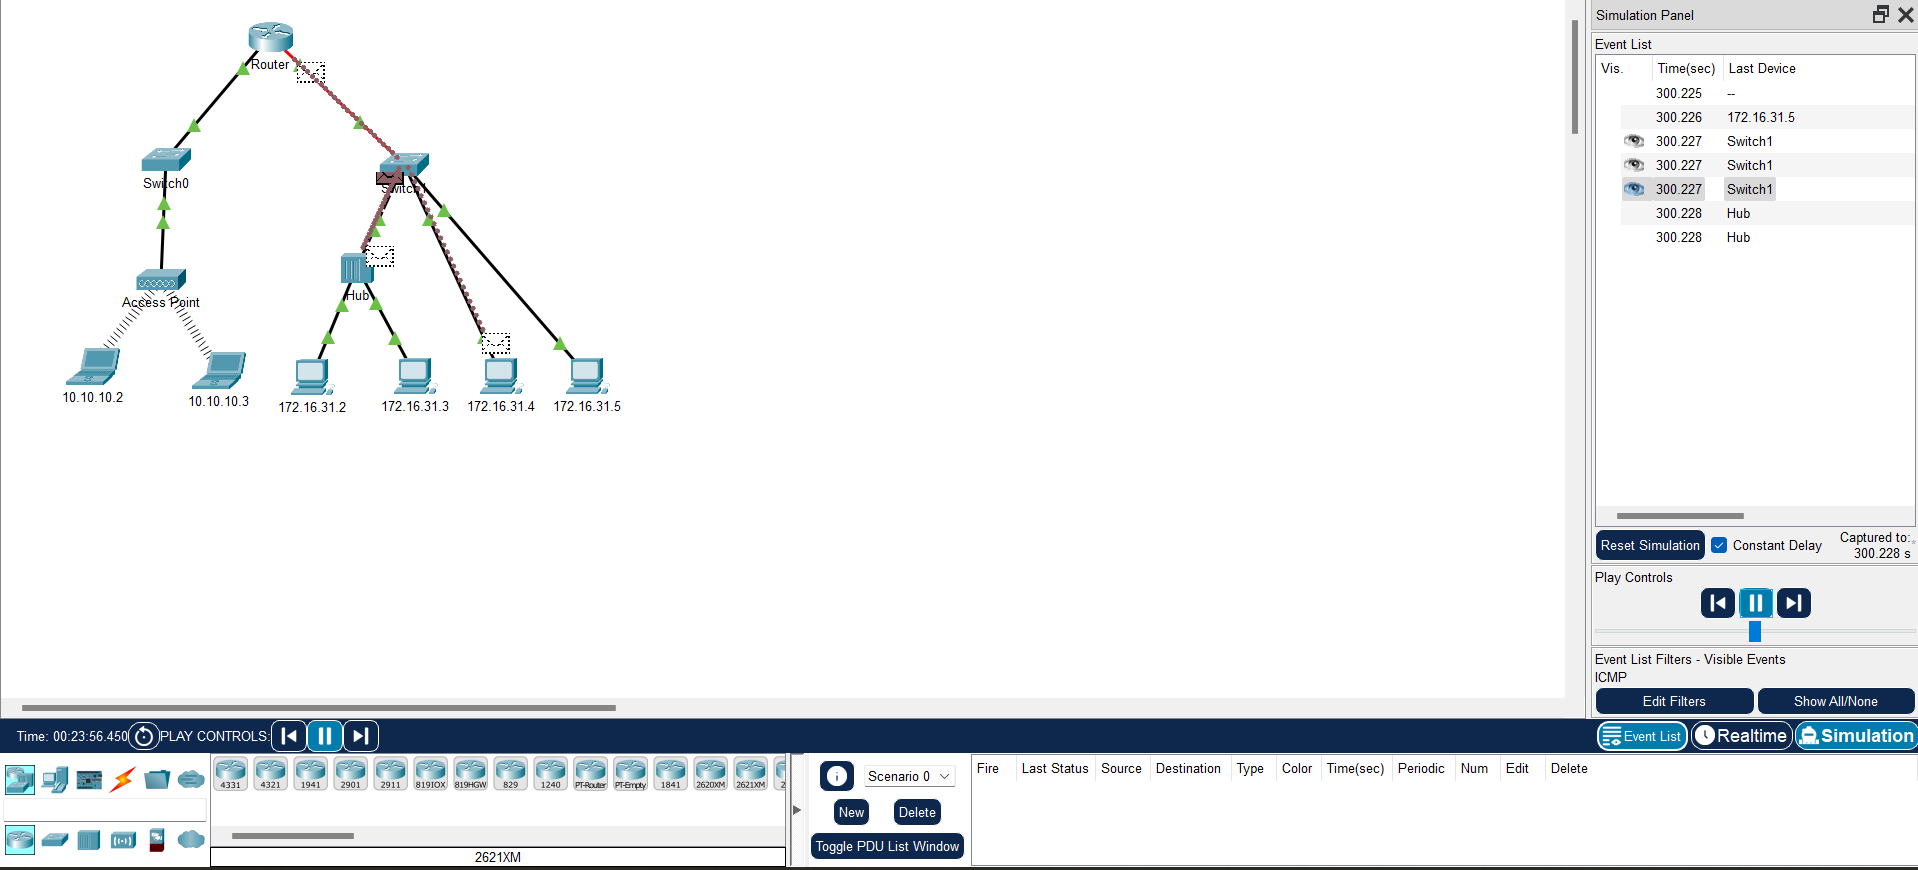 Router
Switch0
Switch1
Access Point
Hub
10.10.10.2
10.10.10.3
172.16.31.2
172.16.31.3
172.16.31.4
172.16.31.5
Simulation Panel
Event List
Vis. Time(sec) Last Device
300.225 --
300.226 172.16.31.5
300.227 Switch1
300.227 Switch1
300.227 Switch1
300.228 Hub
300.228 Hub
Reset Simulation Constant Delay Captured to:
300.228 s
Play Controls
Event List Filters - Visible Events
ICMP
Edit Filters Show All/None
Time: 00:23:56.450 PLAY CONTROLS:
Event List Realtime Simulation
4331 4321 1941 2901 2911 819IOX 819HGW 829 1240 PT-Router PT-Empty 1841 2620XM 2621XM 2
2621XM
Scenario 0
New Delete
Toggle PDU List Window
Fire Last Status Source Destination Type Color Time(sec) Periodic Num Edit Delete